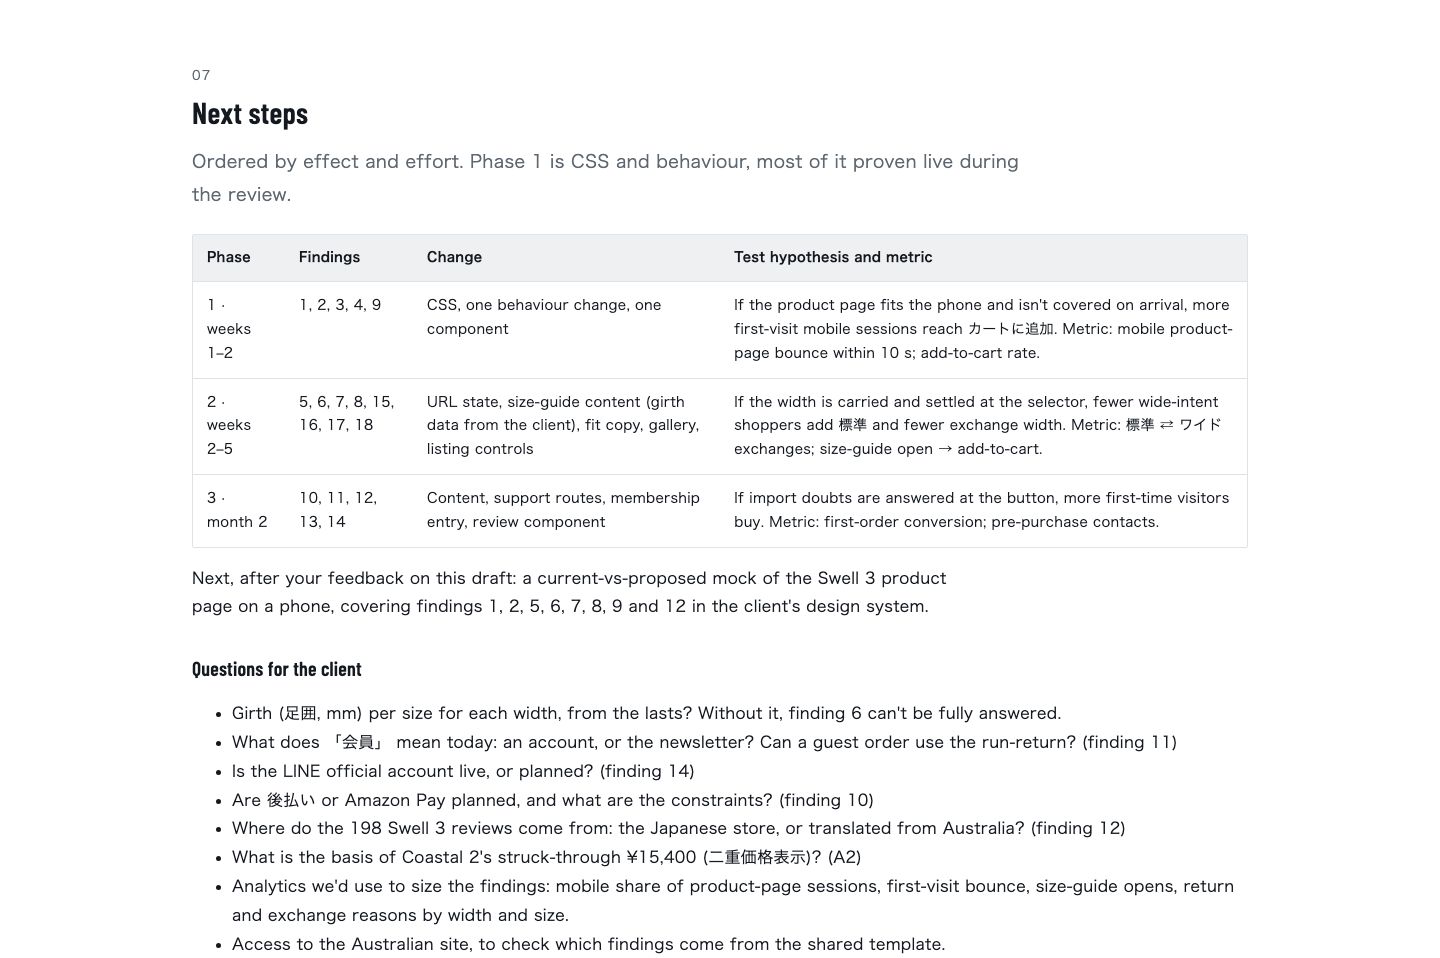 07
Next steps
Ordered by effect and effort. Phase 1 is CSS and behaviour, most of it proven live during
the review.
Phase Findings Change Test hypothesis and metric
1 ·
weeks
1–2
1, 2, 3, 4, 9
CSS, one behaviour change, one
component
If the product page fits the phone and isn't covered on arrival, more
first-visit mobile sessions reach カートに追加. Metric: mobile product-
page bounce within 10 s; add-to-cart rate.
2 ·
weeks
2–5
5, 6, 7, 8, 15,
16, 17, 18
URL state, size-guide content (girth
data from the client), fit copy, gallery,
listing controls
If the width is carried and settled at the selector, fewer wide-intent
shoppers add 標準 and fewer exchange width. Metric: 標準 ⇄ ワイド
exchanges; size-guide open → add-to-cart.
3 ·
month 2
10, 11, 12,
13, 14
Content, support routes, membership
entry, review component
If import doubts are answered at the button, more first-time visitors
buy. Metric: first-order conversion; pre-purchase contacts.
Next, after your feedback on this draft: a current-vs-proposed mock of the Swell 3 product
page on a phone, covering findings 1, 2, 5, 6, 7, 8, 9 and 12 in the client's design system.
Questions for the client
• Girth (足囲, mm) per size for each width, from the lasts? Without it, finding 6 can't be fully answered.
• What does 「会員」 mean today: an account, or the newsletter? Can a guest order use the run-return? (finding 11)
• Is the LINE official account live, or planned? (finding 14)
• Are 後払い or Amazon Pay planned, and what are the constraints? (finding 10)
• Where do the 198 Swell 3 reviews come from: the Japanese store, or translated from Australia? (finding 12)
• What is the basis of Coastal 2's struck-through ¥15,400 (二重価格表示)? (A2)
• Analytics we'd use to size the findings: mobile share of product-page sessions, first-visit bounce, size-guide opens, return
and exchange reasons by width and size.
• Access to the Australian site, to check which findings come from the shared template.